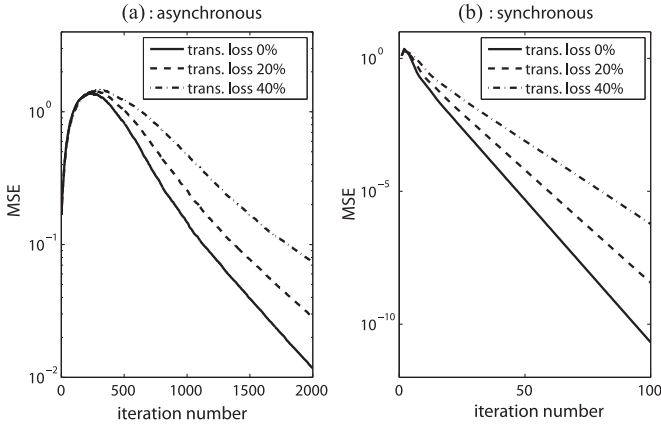 (a) : asynchronous
trans. loss 0%
trans. loss 20%
trans. loss 40%
10^0
10^-1
10^-2
MSE
0 500 1000 1500 2000
iteration number
(b) : synchronous
trans. loss 0%
trans. loss 20%
trans. loss 40%
10^0
10^-5
10^-10
MSE
0 50 100
iteration number